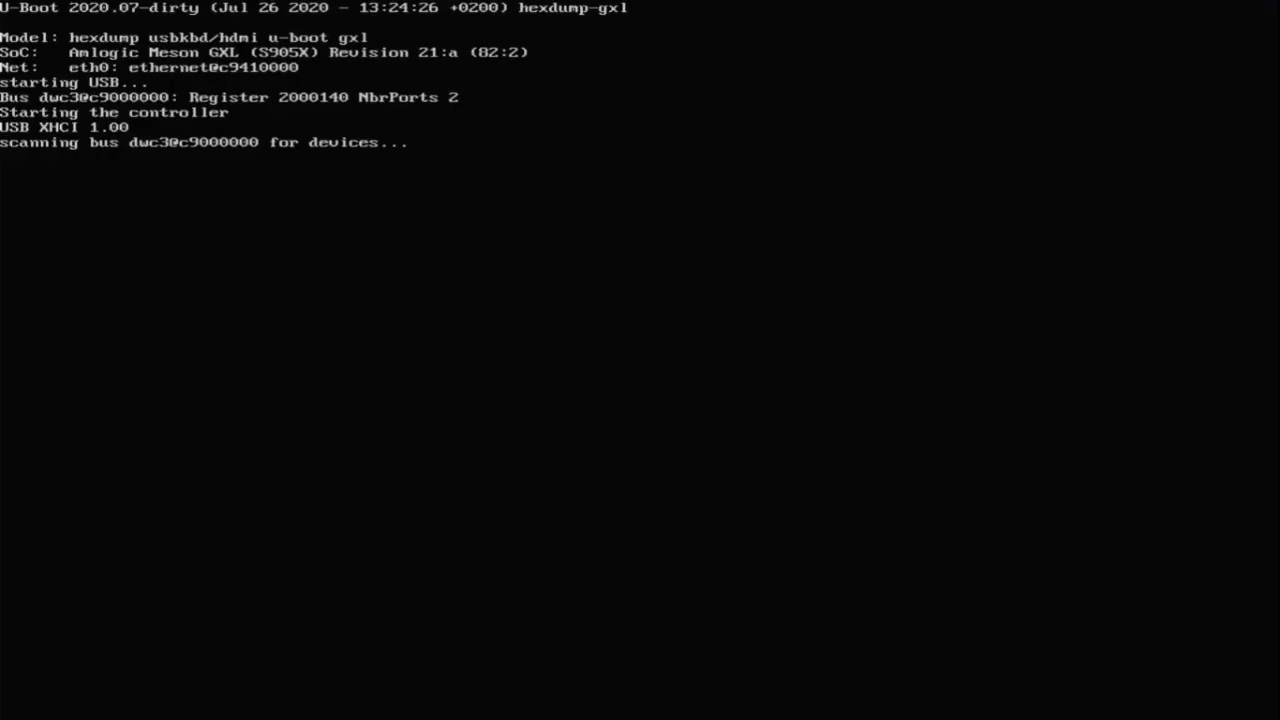 U-Boot 2020.07-dirty (Jul 26 2020 - 13:24:26 +0200) hexdump-gxl
Model: hexdump usbkbd/hdmi u-boot gxl
SoC:   Amlogic Meson GXL (S905X) Revision 21:a (82:2)
Net:   eth0: ethernet@c9410000
starting USB...
Bus dwc3@c9000000: Register 2000140 NbrPorts 2
Starting the controller
USB XHCI 1.00
scanning bus dwc3@c9000000 for devices...